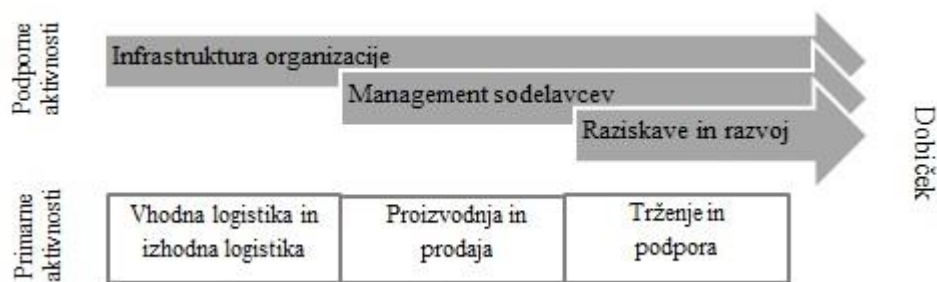 Podporne
aktivnosti
Infrastruktura organizacije
Management sodelavcev
Raziskave in razvoj
Dobiček
Primarne
aktivnosti
Vhodna logistika in
izhodna logistika
Proizvodnja in
prodaja
Trženje in
podpora